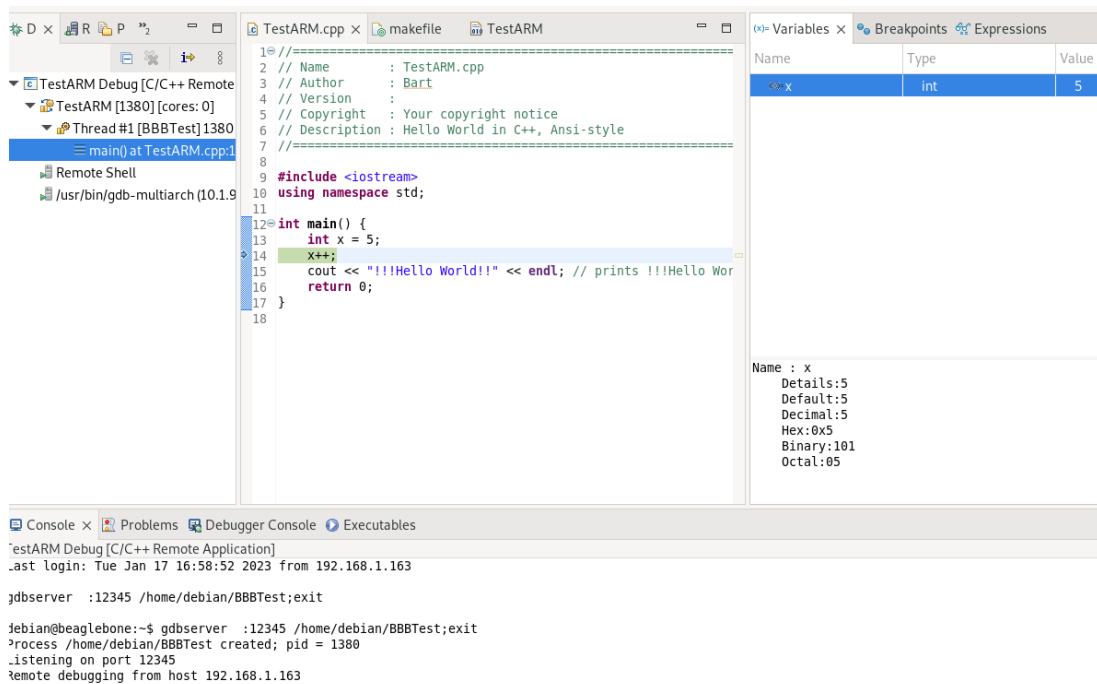 D R P »2
TestARM Debug [C/C++ Remote
TestARM [1380] [cores: 0]
Thread #1 [BBBTest] 1380
main() at TestARM.cpp:1
Remote Shell
/usr/bin/gdb-multiarch (10.1.9
TestARM.cpp makefile TestARM
1 //===========================================================
2 // Name        : TestARM.cpp
3 // Author      : Bart
4 // Version     :
5 // Copyright   : Your copyright notice
6 // Description : Hello World in C++, Ansi-style
7 //===========================================================
8
9 #include <iostream>
10 using namespace std;
11
12 int main() {
13     int x = 5;
14     x++;
15     cout << "!!!Hello World!!" << endl; // prints !!!Hello Wor
16     return 0;
17 }
18
(x)= Variables Breakpoints Expressions
Name Type Value
x int 5
Name : x
Details:5
Default:5
Decimal:5
Hex:0x5
Binary:101
Octal:05
Console Problems Debugger Console Executables
TestARM Debug [C/C++ Remote Application]
Last login: Tue Jan 17 16:58:52 2023 from 192.168.1.163
gdbserver  :12345 /home/debian/BBBTest;exit
debian@beaglebone:~$ gdbserver  :12345 /home/debian/BBBTest;exit
Process /home/debian/BBBTest created; pid = 1380
Listening on port 12345
Remote debugging from host 192.168.1.163